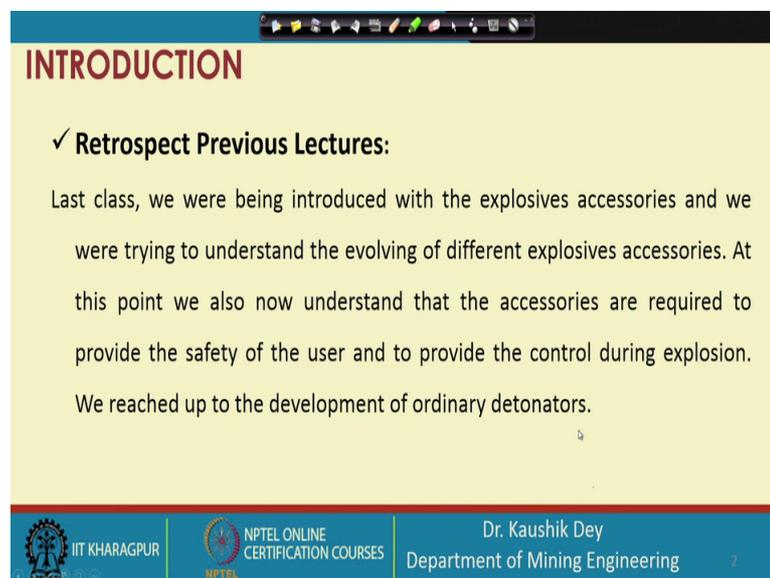 INTRODUCTION
✓ Retrospect Previous Lectures:
Last class, we were being introduced with the explosives accessories and we
were trying to understand the evolving of different explosives accessories. At
this point we also now understand that the accessories are required to
provide the safety of the user and to provide the control during explosion.
We reached up to the development of ordinary detonators.
IIT KHARAGPUR
NPTEL
NPTEL ONLINE
CERTIFICATION COURSES
Dr. Kaushik Dey
Department of Mining Engineering
2